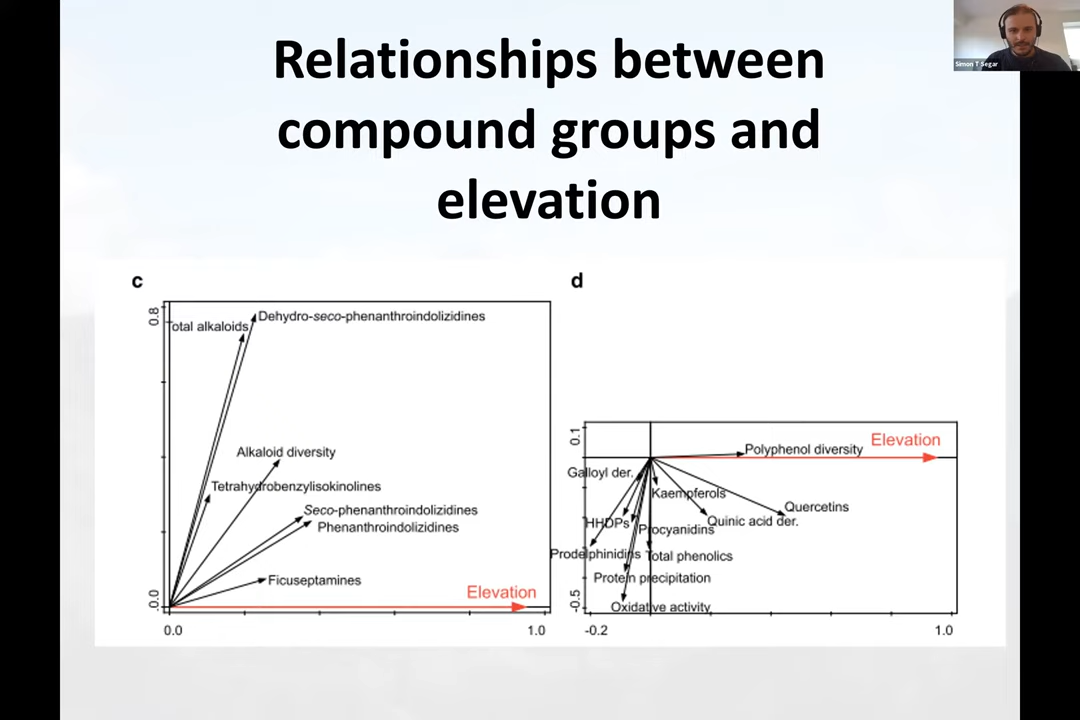 Relationships between
compound groups and
elevation
Simon T Segar
c
0.8
Dehydro-seco-phenanthroindolizidines
Total alkaloids
Alkaloid diversity
Tetrahydrobenzylisokinolines
Seco-phenanthroindolizidines
Phenanthroindolizidines
Ficuseptamines
Elevation
0.0
0.0
1.0
d
0.1
Elevation
Polyphenol diversity
Galloyl der.
Kaempferols
Quercetins
HHDPs
Procyanidins
Quinic acid der.
Prodelphinidins
Total phenolics
Protein precipitation
Oxidative activity
-0.5
-0.2
1.0